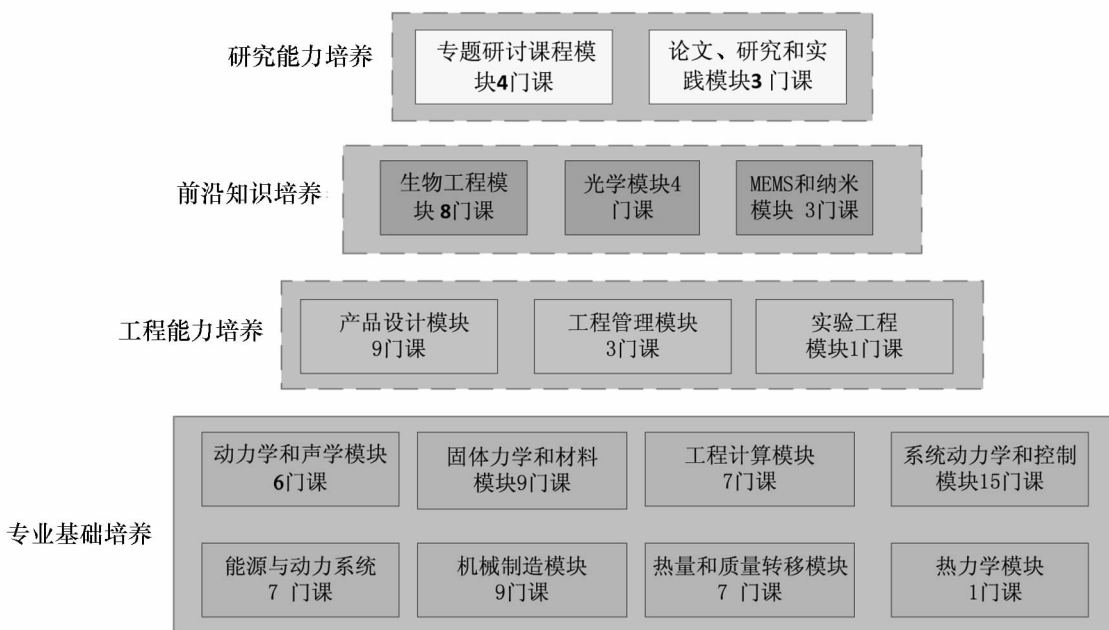 研究能力培养
专题研讨课程模
块4门课
论文、研究和实
践模块3 门课
前沿知识培养
生物工程模
块 8门课
光学模块4
门课
MEMS和纳米
模块 3门课
工程能力培养
产品设计模块
9门课
工程管理模块
3门课
实验工程
模块1门课
专业基础培养
动力学和声学模块
6门课
固体力学和材料
模块9门课
工程计算模块
7门课
系统动力学和控制
模块15门课
能源与动力系统
7 门课
机械制造模块
9门课
热量和质量转移模块
7 门课
热力学模块
1门课